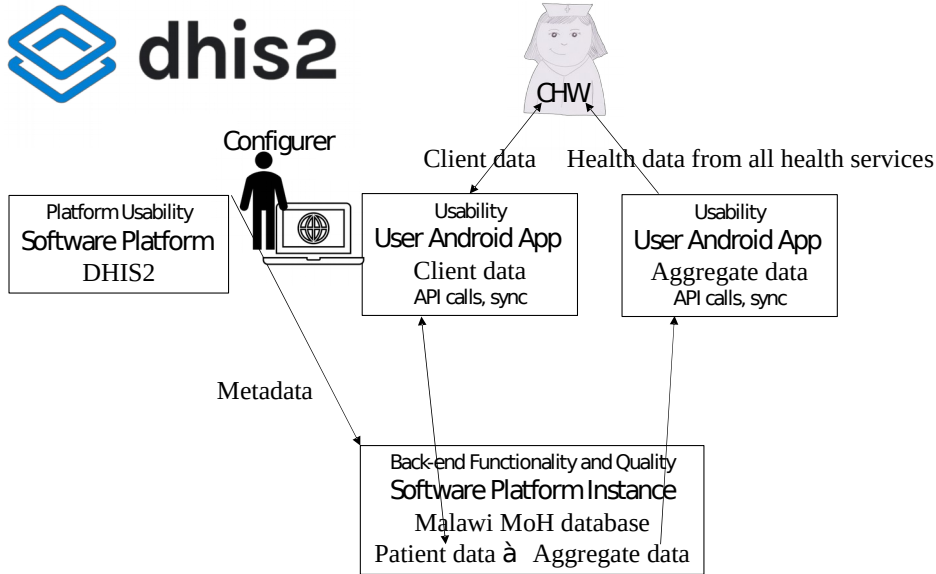 dhis2
CHW
Configurer
Client data
Health data from all health services
Platform Usability
Software Platform
DHIS2
Usability
User Android App
Client data
API calls, sync
Usability
User Android App
Aggregate data
API calls, sync
Metadata
Back-end Functionality and Quality
Software Platform Instance
Malawi MoH database
Patient data à Aggregate data